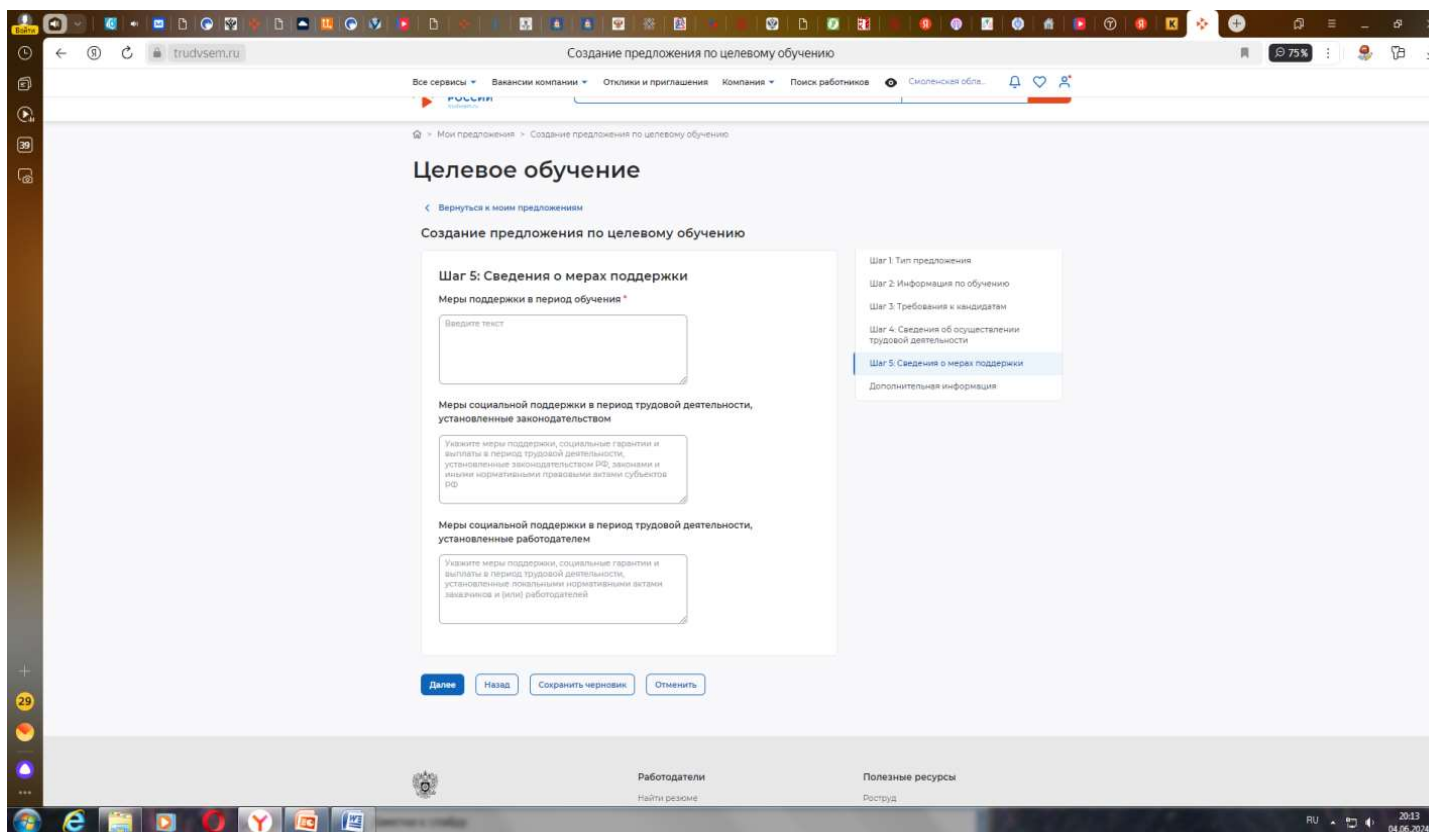 Войти
trudvsem.ru
Создание предложения по целевому обучению
75%
Все сервисы
Вакансии компании
Отклики и приглашения
Компания
Поиск работников
Смоленская обла...
РОССИИ
39
Мои предложения > Создание предложения по целевому обучению
Целевое обучение
Вернуться к моим предложениям
Создание предложения по целевому обучению
Шаг 5: Сведения о мерах поддержки
Меры поддержки в период обучения *
Введите текст
Меры социальной поддержки в период трудовой деятельности,
установленные законодательством
Укажите меры поддержки, социальные гарантии и
выплаты в период трудовой деятельности,
установленные законодательством РФ, законами и
иными нормативными правовыми актами субъектов
РФ
Меры социальной поддержки в период трудовой деятельности,
установленные работодателем
Укажите меры поддержки, социальные гарантии и
выплаты в период трудовой деятельности,
установленные локальными нормативными актами
заказчиков и (или) работодателей
Шаг 1: Тип предложения
Шаг 2: Информация по обучению
Шаг 3: Требования к кандидатам
Шаг 4: Сведения об осуществлении
трудовой деятельности
Шаг 5: Сведения о мерах поддержки
Дополнительная информация
Далее
Назад
Сохранить черновик
Отменить
29
Работодатели
Найти резюме
Полезные ресурсы
Роструд
RU
20:13
04.06.2024